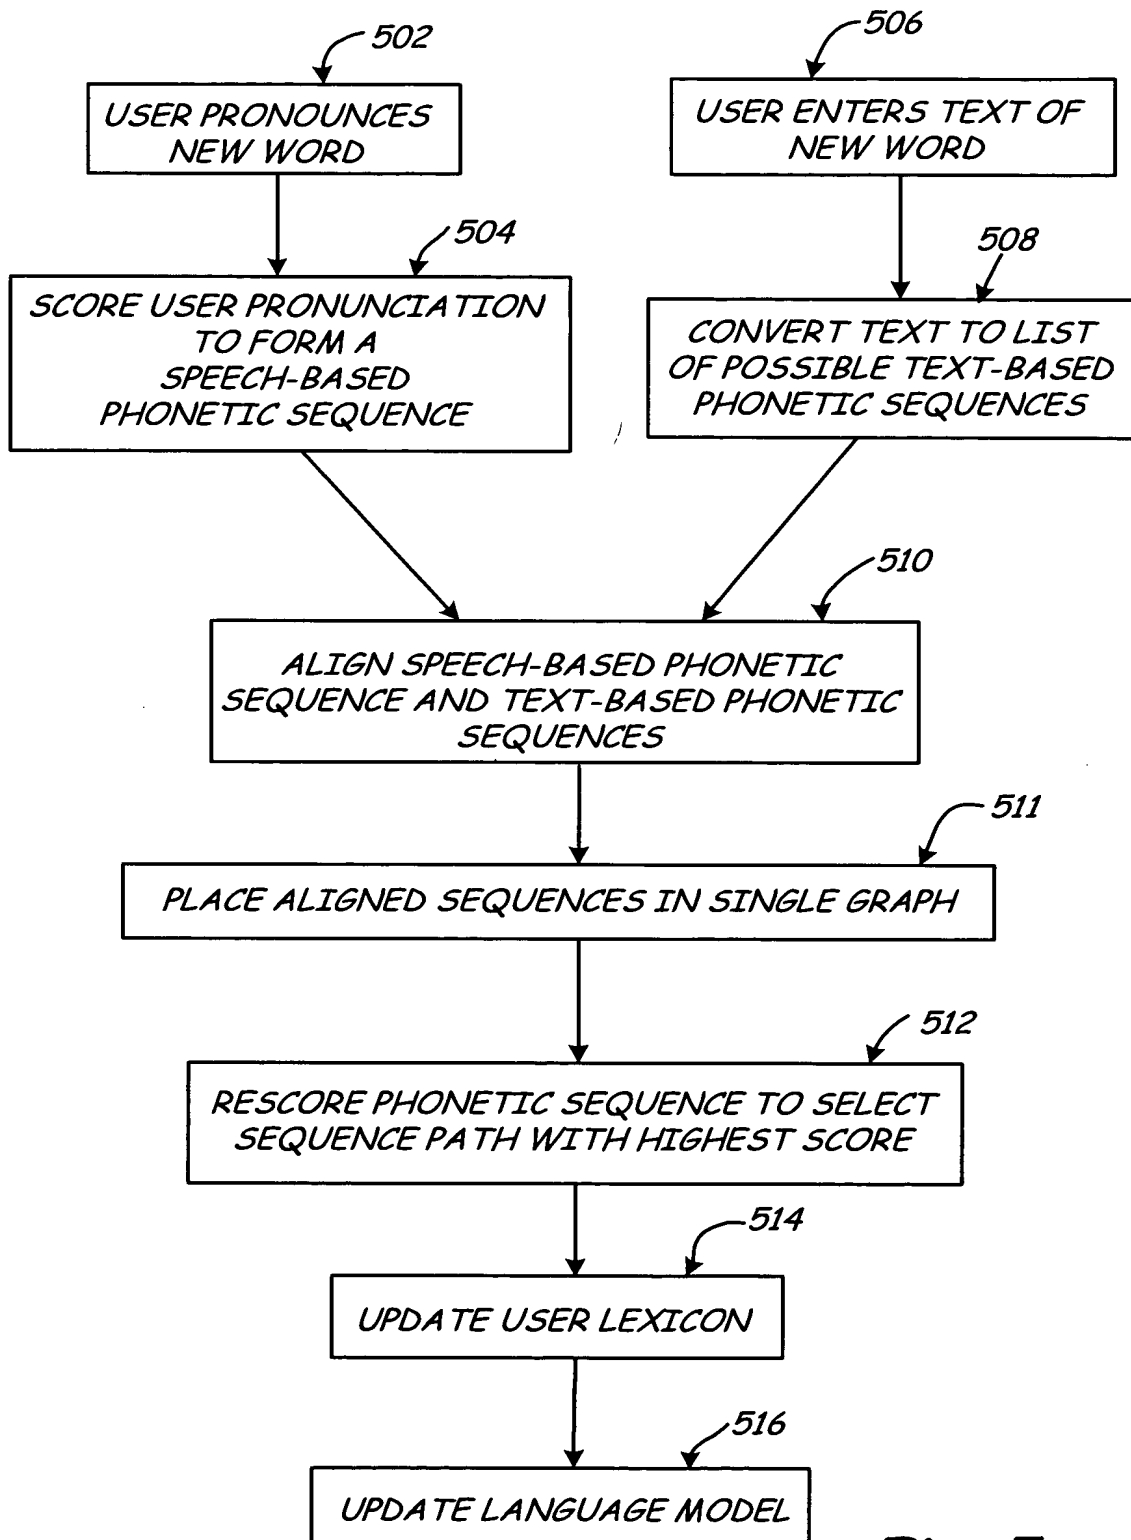 502
USER PRONOUNCES
NEW WORD
506
USER ENTERS TEXT OF
NEW WORD
504
SCORE USER PRONUNCIATION
TO FORM A
SPEECH-BASED
PHONETIC SEQUENCE
508
CONVERT TEXT TO LIST
OF POSSIBLE TEXT-BASED
PHONETIC SEQUENCES
510
ALIGN SPEECH-BASED PHONETIC
SEQUENCE AND TEXT-BASED PHONETIC
SEQUENCES
511
PLACE ALIGNED SEQUENCES IN SINGLE GRAPH
512
RESCORE PHONETIC SEQUENCE TO SELECT
SEQUENCE PATH WITH HIGHEST SCORE
514
UPDATE USER LEXICON
516
UPDATE LANGUAGE MODEL